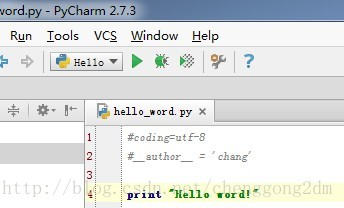 word.py - PyCharm 2.7.3
Run Tools VCS Window Help
Hello
hello_word.py
1 #coding=utf-8
2 #__author__ = 'chang'
3
4 print "Hello word!"
http://blog.csdn.net/chenggong2dm